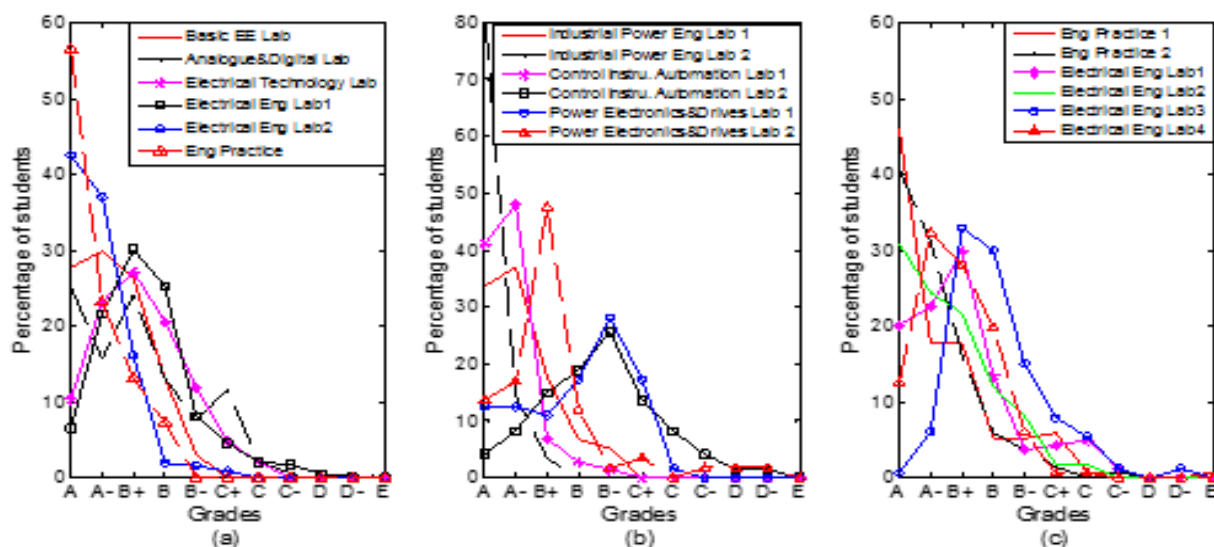 60
50
40
30
20
10
0
Percentage of students
Basic EE Lab
Analogue&Digital Lab
Electrical Technology Lab
Electrical Eng Lab1
Electrical Eng Lab2
Eng Practice
A A- B+ B B- C+ C C- D D- E
Grades
(a)
80
70
60
50
40
30
20
10
0
Percentage of students
Industrial Power Eng Lab 1
Industrial Power Eng Lab 2
Control Instru. Automation Lab 1
Control Instru. Automation Lab 2
Power Electronics&Drives Lab 1
Power Electronics&Drives Lab 2
A A- B+ B B- C+ C C- D D- E
Grades
(b)
60
50
40
30
20
10
0
Percentage of students
Eng Practice 1
Eng Practice 2
Electrical Eng Lab1
Electrical Eng Lab2
Electrical Eng Lab3
Electrical Eng Lab4
A A- B+ B B- C+ C C- D D- E
Grades
(c)